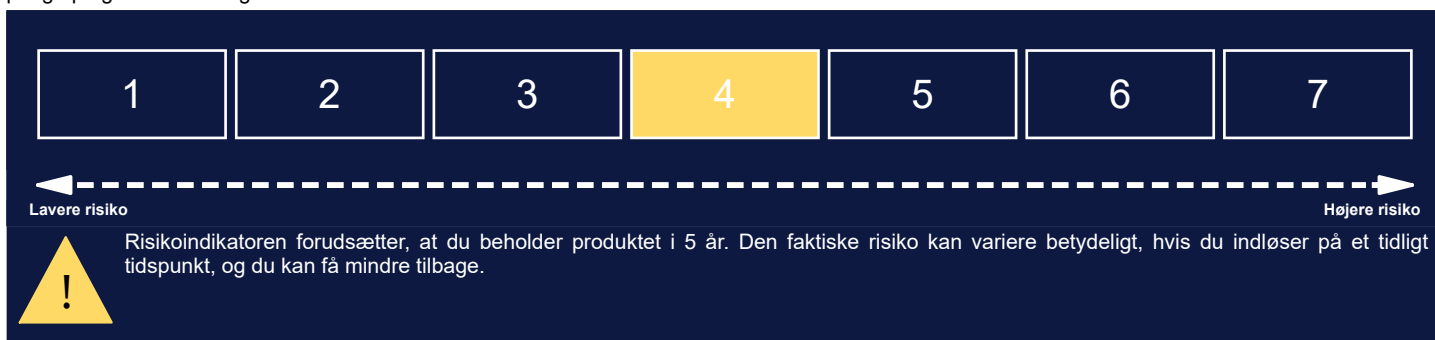 1 2 3 4 5 6 7
Lavere risiko Højere risiko
Risikoindikatoren forudsætter, at du beholder produktet i 5 år. Den faktiske risiko kan variere betydeligt, hvis du indløser på et tidligt
tidspunkt, og du kan få mindre tilbage.
!